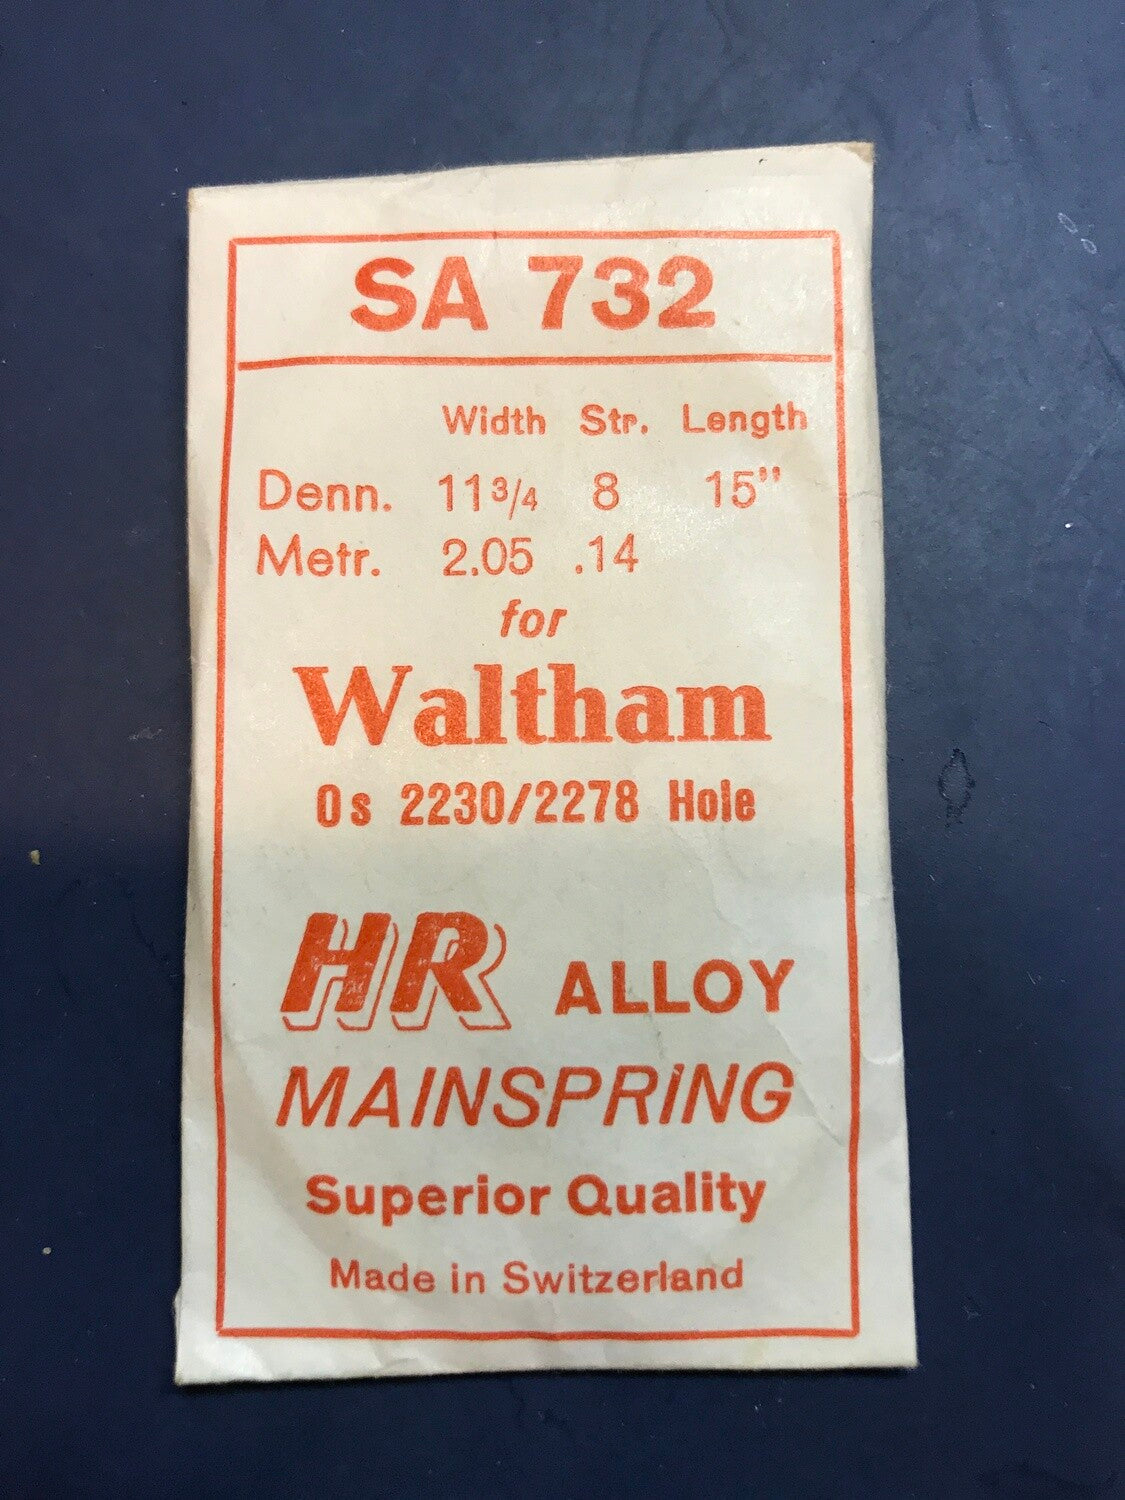 SA 732
Width Str. Length
Denn. 11 3/4 8 15"
Metr. 2.05 .14
for
Waltham
0s 2230/2278 Hole
HR ALLOY
MAINSPRING
Superior Quality
Made in Switzerland